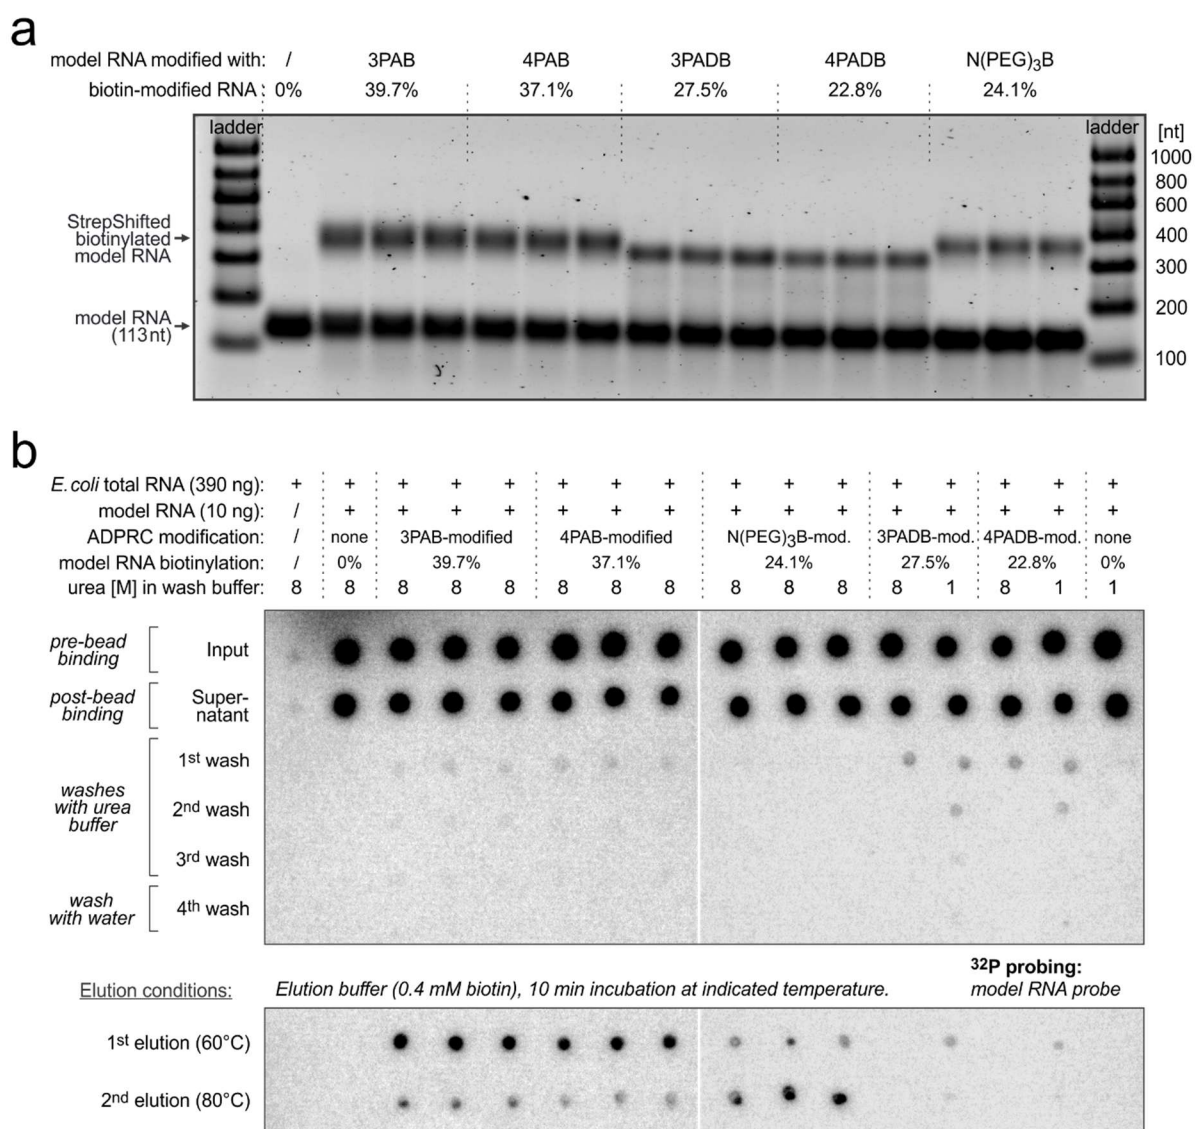 a
model RNA modified with: / 3PAB 4PAB 3PADB 4PADB N(PEG)3B
biotin-modified RNA : 0% 39.7% 37.1% 27.5% 22.8% 24.1%
ladder ladder [nt]
1000
800
600
StrepShifted
biotinylated
model RNA
400
300
200
model RNA
(113nt)
100
b
E. coli total RNA (390 ng): + + + + + + + + + + + + + + + +
model RNA (10 ng): / + + + + + + + + + + + + + + +
ADPRC modification: / none 3PAB-modified 4PAB-modified N(PEG)3B-mod. 3PADB-mod. 4PADB-mod. none
model RNA biotinylation: / 0% 39.7% 37.1% 24.1% 27.5% 22.8% 0%
urea [M] in wash buffer: 8 8 8 8 8 8 8 8 8 8 8 8 1 8 1 1
pre-bead
binding
Input
post-bead
binding
Super-
natant
washes
with urea
buffer
1st wash
2nd wash
3rd wash
wash
with water
4th wash
32P probing:
model RNA probe
Elution conditions: Elution buffer (0.4 mM biotin), 10 min incubation at indicated temperature.
1st elution (60°C)
2nd elution (80°C)